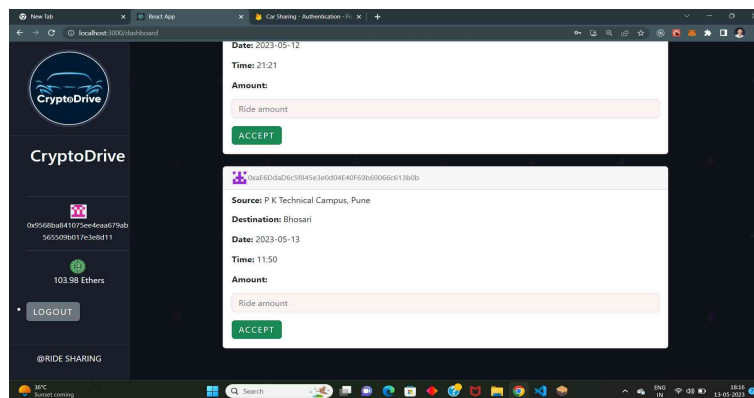 New Tab
React App
Car Sharing - Authentication - Fir
localhost:3000/dashboard
CryptoDrive
CryptoDrive
0x9568ba841075ee4eaa679ab
565509b017e3e8d11
103.98 Ethers
LOGOUT
@RIDE SHARING
Date: 2023-05-12
Time: 21:21
Amount:
Ride amount
ACCEPT
0xaE6DdaD6c5f845e3e0d04E40F69b69066c613b0b
Source: P K Technical Campus, Pune
Destination: Bhosari
Date: 2023-05-13
Time: 11:50
Amount:
Ride amount
ACCEPT
36°C
Sunset coming
Search
ENG
IN
18:16
13-05-2023